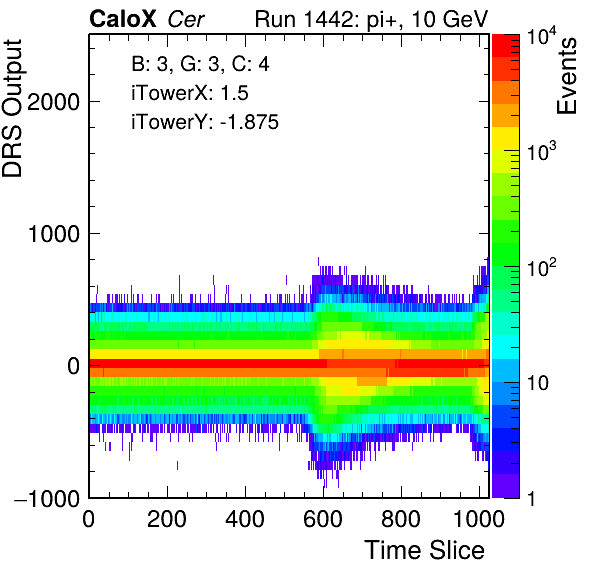 CaloX Cer Run 1442: pi+, 10 GeV
B: 3, G: 3, C: 4
iTowerX: 1.5
iTowerY: -1.875
DRS Output
2000
1000
0
−1000
0 200 400 600 800 1000
Time Slice
Events
10^4
10^3
10^2
10
1